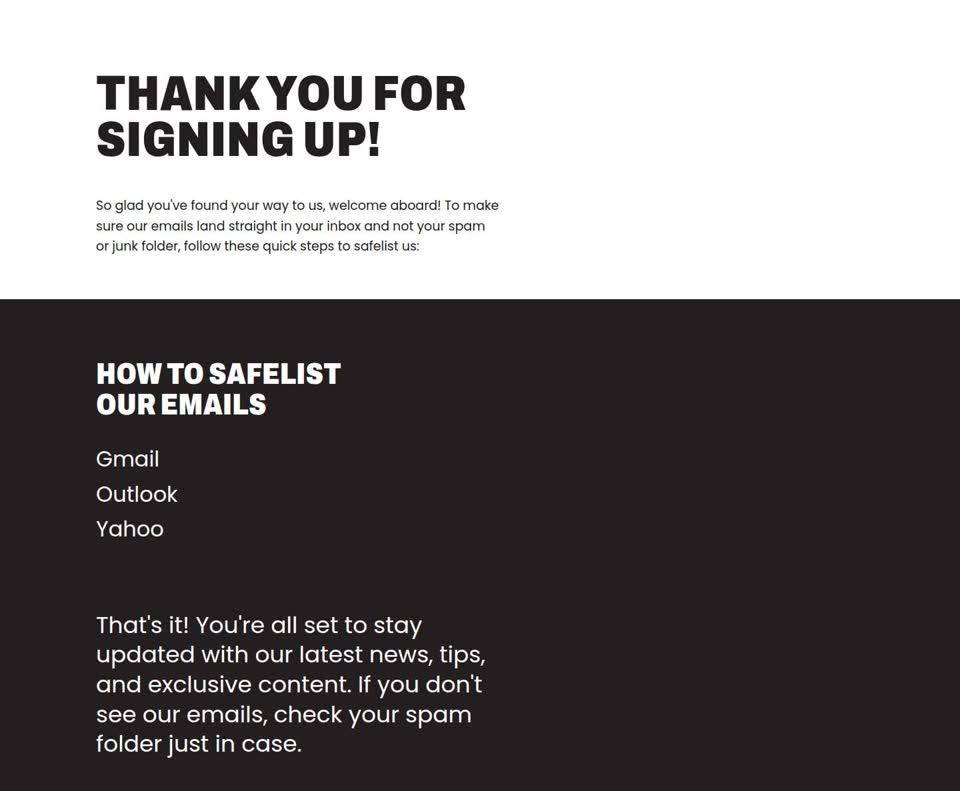 THANK YOU FOR
SIGNING UP!
So glad you've found your way to us, welcome aboard! To make
sure our emails land straight in your inbox and not your spam
or junk folder, follow these quick steps to safelist us:
HOW TO SAFELIST
OUR EMAILS
Gmail
Outlook
Yahoo
That's it! You're all set to stay
updated with our latest news, tips,
and exclusive content. If you don't
see our emails, check your spam
folder just in case.